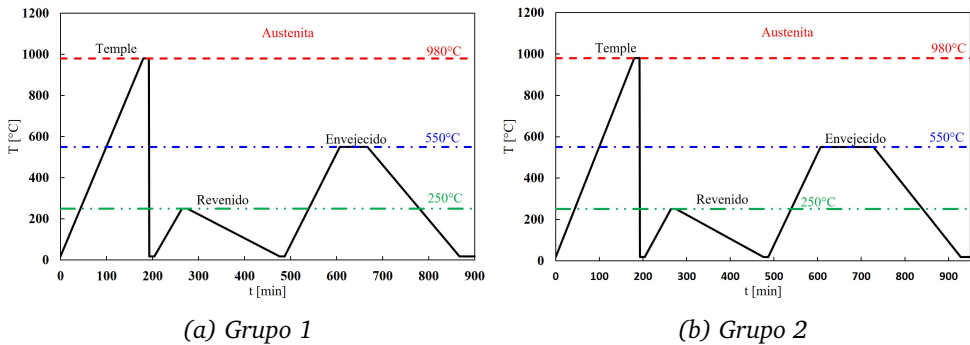 1200
1000
800
600
400
200
0
T [°C]
Temple
Austenita
980°C
Envejecido
550°C
Revenido
250°C
0 100 200 300 400 500 600 700 800 900
t [min]
(a) Grupo 1
1200
1000
800
600
400
200
0
T [°C]
Temple
Austenita
980°C
Envejecido
550°C
Revenido
250°C
0 100 200 300 400 500 600 700 800 900
t [min]
(b) Grupo 2